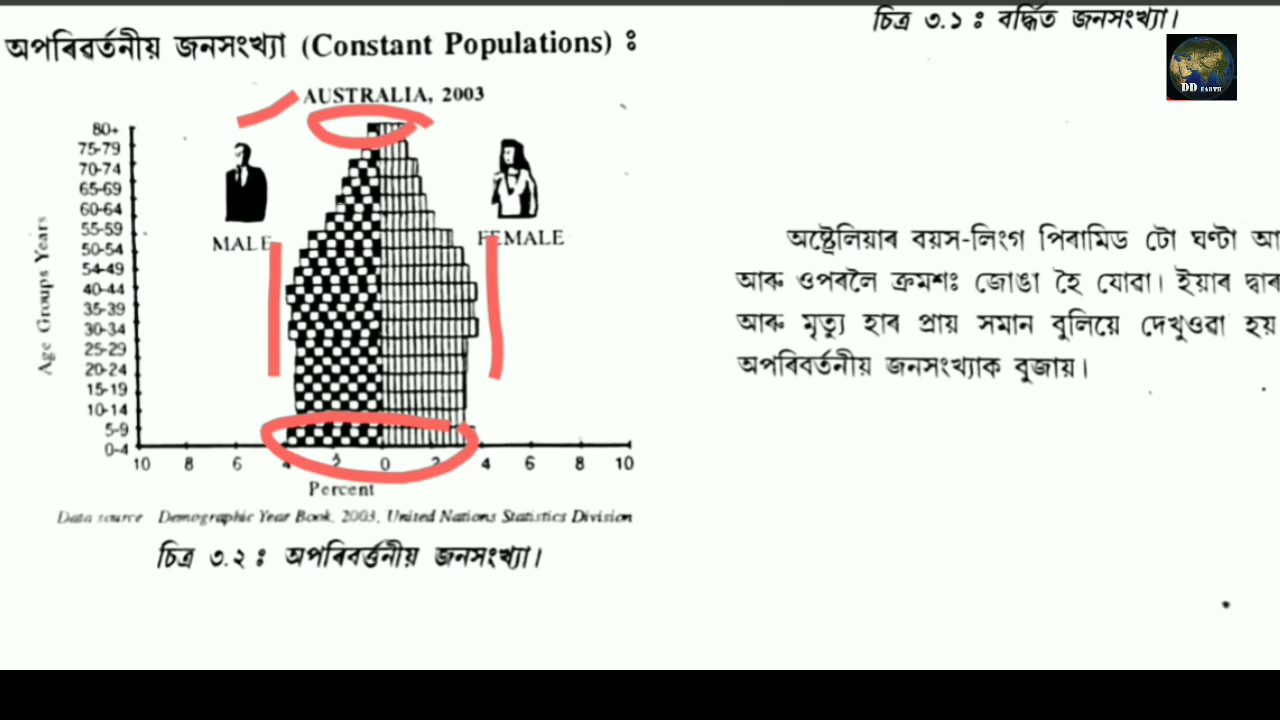 চিত্ৰ ৩.১ ঃ বৰ্দ্ধিত জনসংখ্যা।
অপৰিৱৰ্তনীয় জনসংখ্যা (Constant Populations) ঃ
DD EARTH
AUSTRALIA, 2003
80+
75-79
70-74
65-69
60-64
55-59
50-54
54-49
40-44
35-39
30-34
25-29
20-24
15-19
10-14
5-9
0-4
Age Groups Years
MALE
FEMALE
10 8 6 4 2 0 2 4 6 8 10
Percent
Data source Demographic Year Book, 2003, United Nations Statistics Division
চিত্ৰ ৩.২ ঃ অপৰিবৰ্ত্তনীয় জনসংখ্যা।
অষ্ট্ৰেলিয়াৰ বয়স-লিংগ পিৰামিড টো ঘণ্টা আ
আৰু ওপৰলৈ ক্ৰমশঃ জোঙা হৈ যোৱা। ইয়াৰ দ্বাৰ
আৰু মৃত্যু হাৰ প্ৰায় সমান বুলিয়ে দেখুওৱা হয়
অপৰিবৰ্তনীয় জনসংখ্যাক বুজায়।